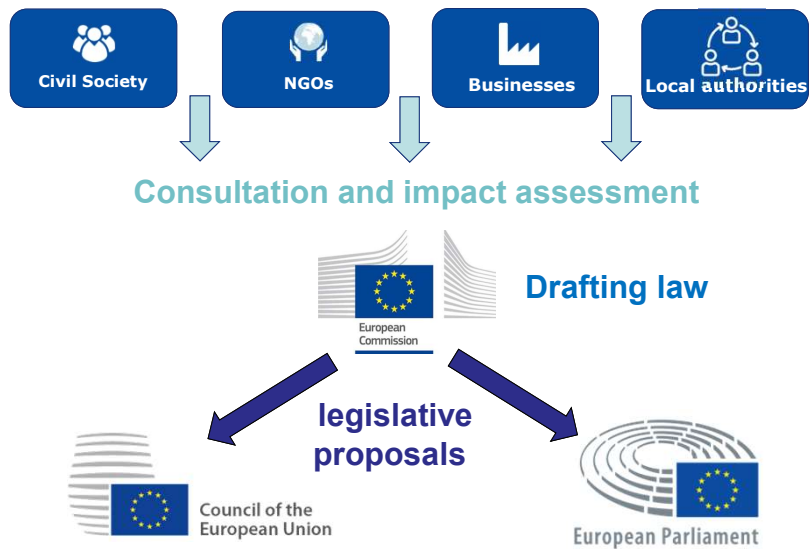 Civil Society
NGOs
Businesses
Local authorities
Consultation and impact assessment
Drafting law
European
Commission
legislative
proposals
Council of the
European Union
European Parliament